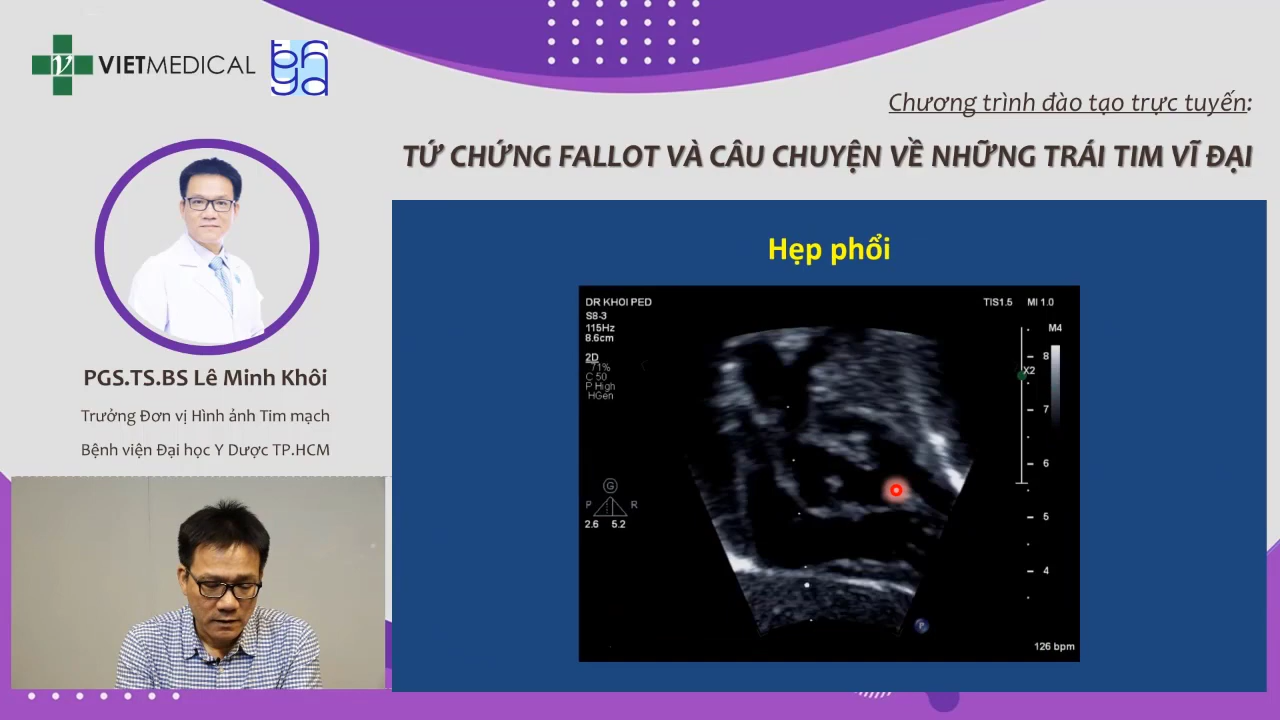 VIETMEDICAL
Chương trình đào tạo trực tuyến:
TỨ CHỨNG FALLOT VÀ CÂU CHUYỆN VỀ NHỮNG TRÁI TIM VĨ ĐẠI
PGS.TS.BS Lê Minh Khôi
Trưởng Đơn vị Hình ảnh Tim mạch
Bệnh viện Đại học Y Dược TP.HCM
Hẹp phổi
DR KHOI PED
TIS1.5 MI 1.0
S8-3
115Hz
8.6cm
2D
71%
C 50
P High
HGen
M4
8
X2
7
6
5
4
G
P R
2.6 5.2
126 bpm